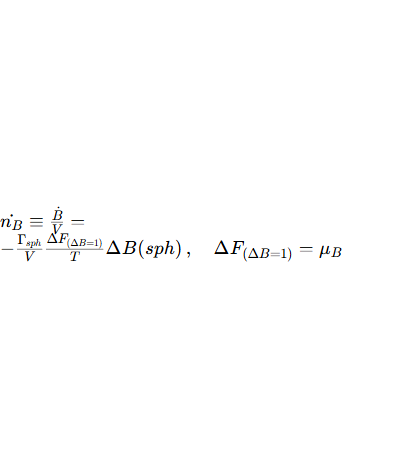 $\dot{n_B} \equiv \frac{\dot{B}}{V} =$
$-\frac{\Gamma_{sph}}{V} \frac{\Delta F_{(\Delta B=1)}}{T} \Delta B(sph)\,, \quad \Delta F_{(\Delta B=1)} = \mu_B$